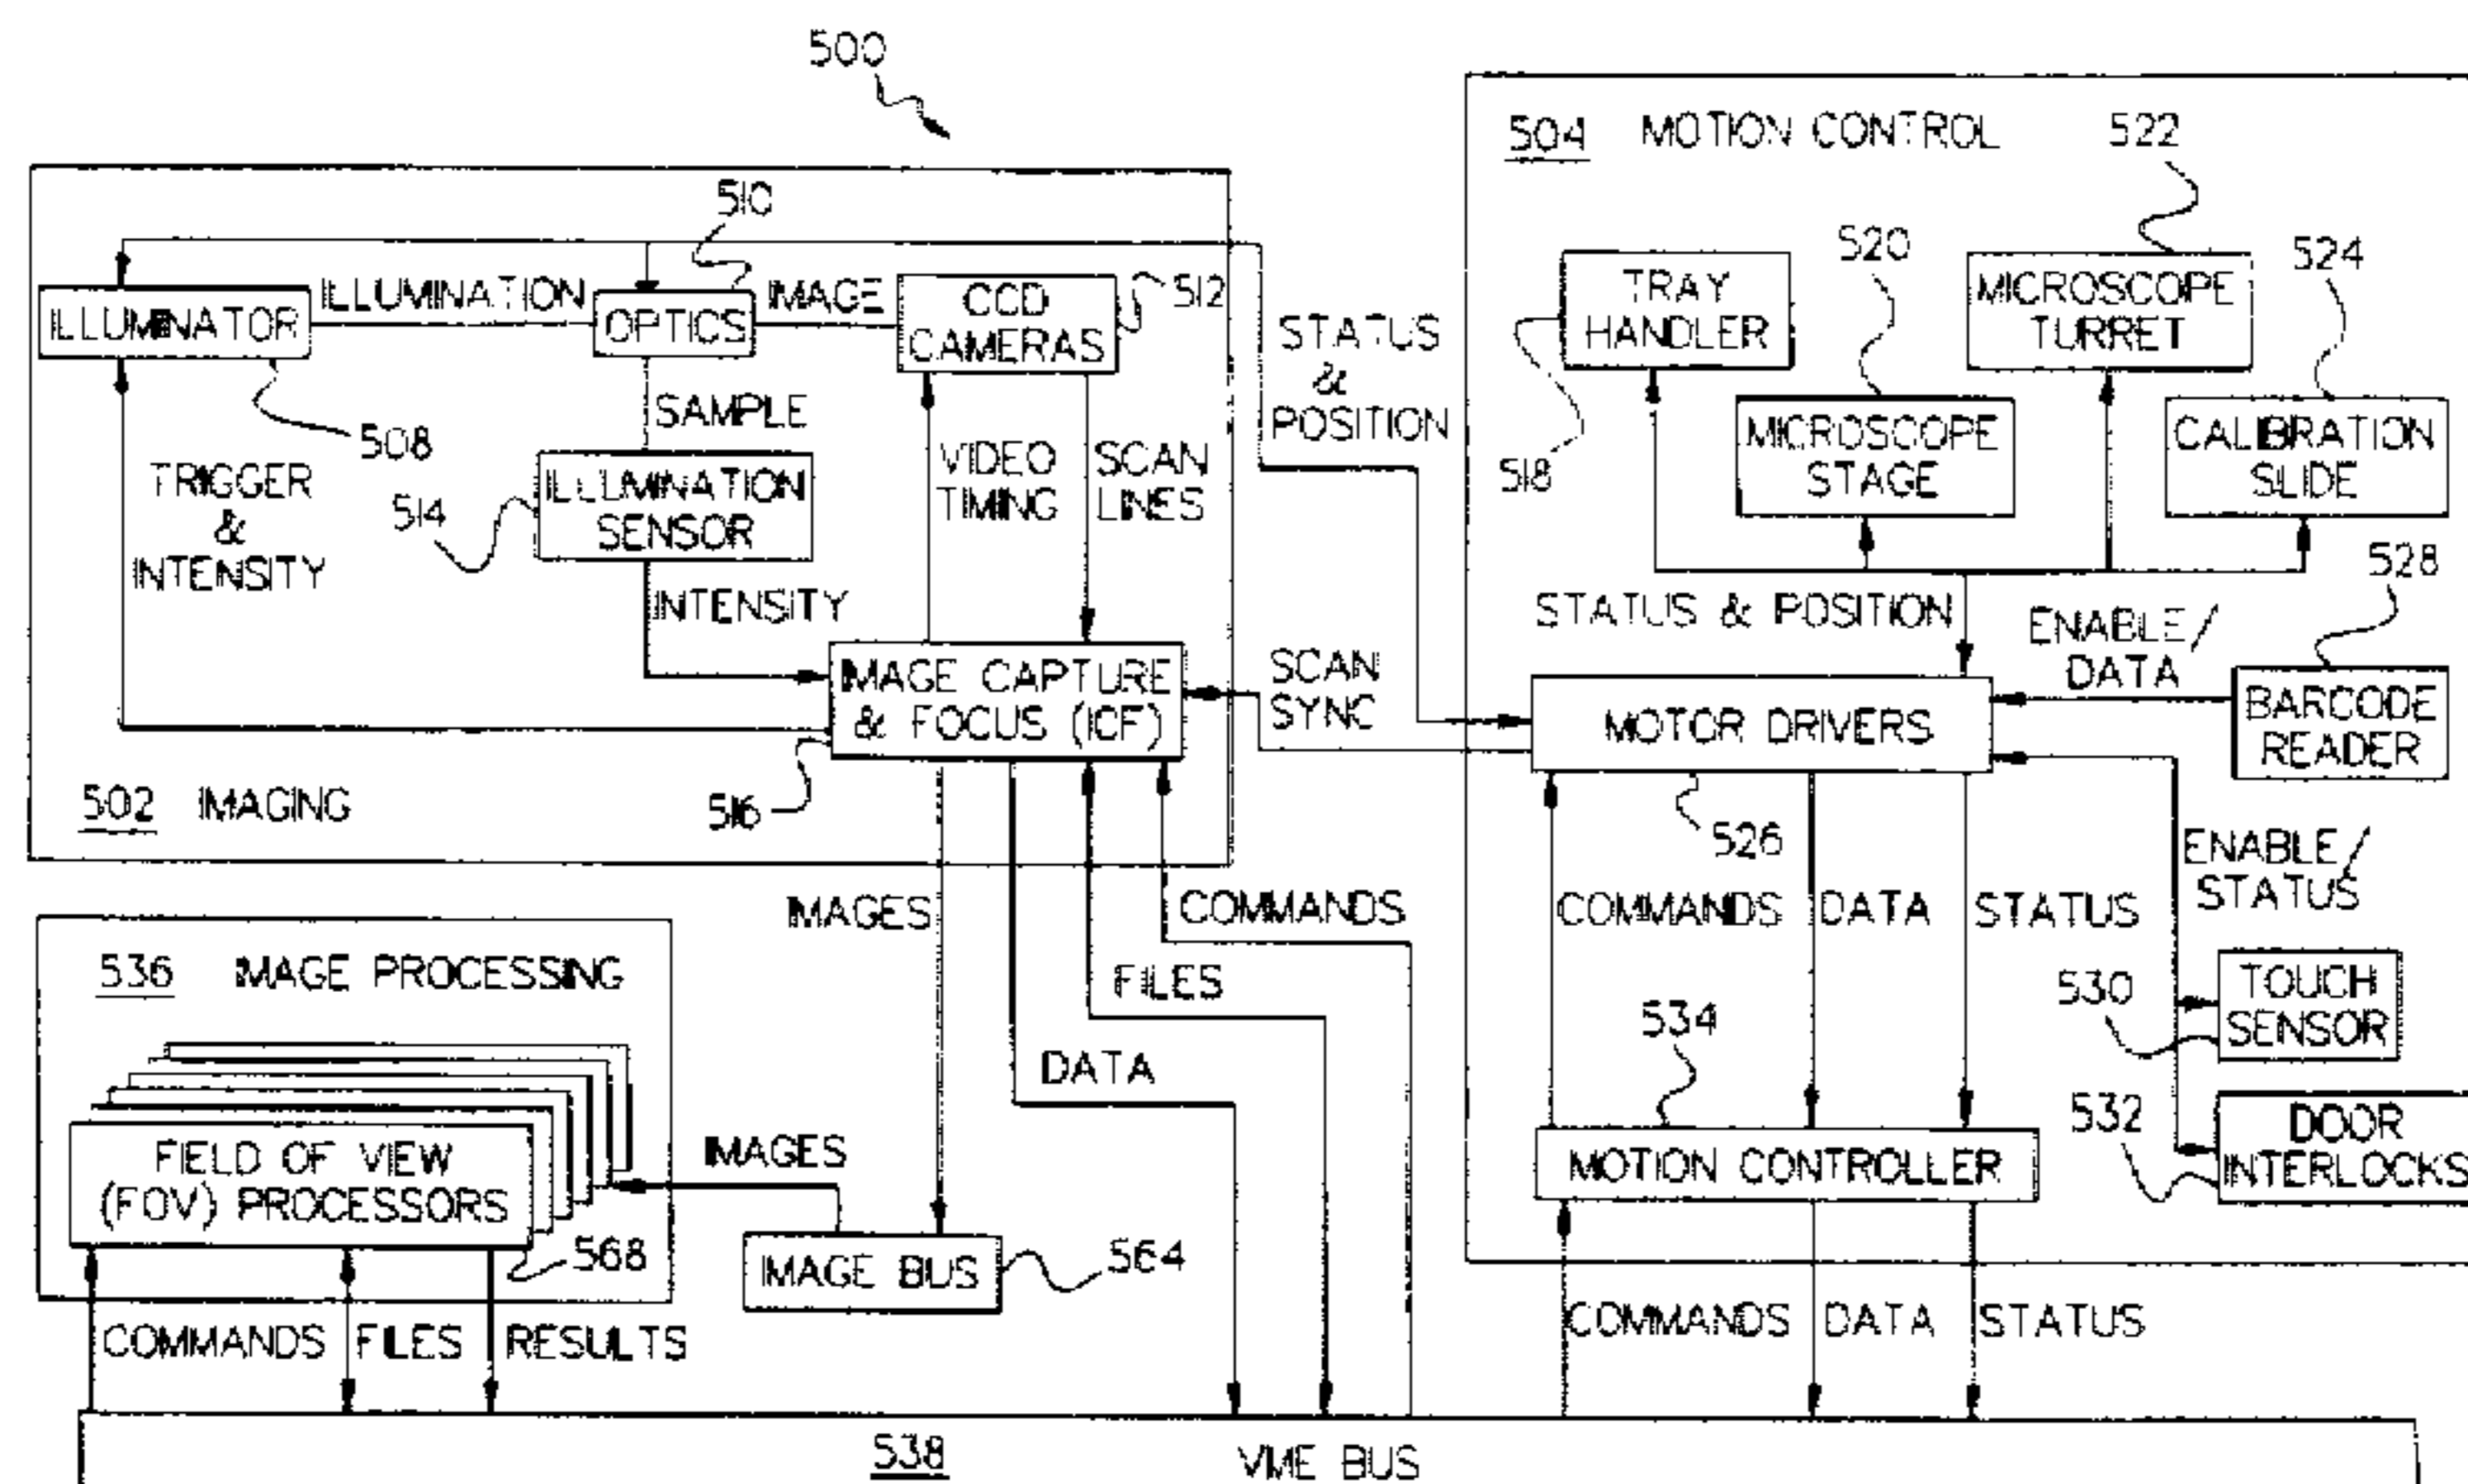 500
502 IMAGING
510
ILLUMINATOR
ILLUMINATION
OPTICS
IMAGE
CCD
CAMERAS
512
508
SAMPLE
TRIGGER
&
INTENSITY
514
ILLUMINATION
SENSOR
INTENSITY
VIDEO
TIMING
SCAN
LINES
IMAGE CAPTURE
& FOCUS (ICF)
516
STATUS
&
POSITION
SCAN
SYNC
504 MOTION CONTROL
522
520
524
TRAY
HANDLER
518
MICROSCOPE
TURRET
MICROSCOPE
STAGE
CALIBRATION
SLIDE
528
STATUS & POSITION
ENABLE/
DATA
MOTOR DRIVERS
BARCODE
READER
526
ENABLE/
STATUS
COMMANDS
DATA
STATUS
530
TOUCH
SENSOR
534
532
DOOR
INTERLOCKS
MOTION CONTROLLER
COMMANDS
DATA
STATUS
IMAGES
COMMANDS
FILES
DATA
536 IMAGE PROCESSING
FIELD OF VIEW
(FOV) PROCESSORS
568
IMAGES
IMAGE BUS
564
COMMANDS
FILES
RESULTS
538 VME BUS